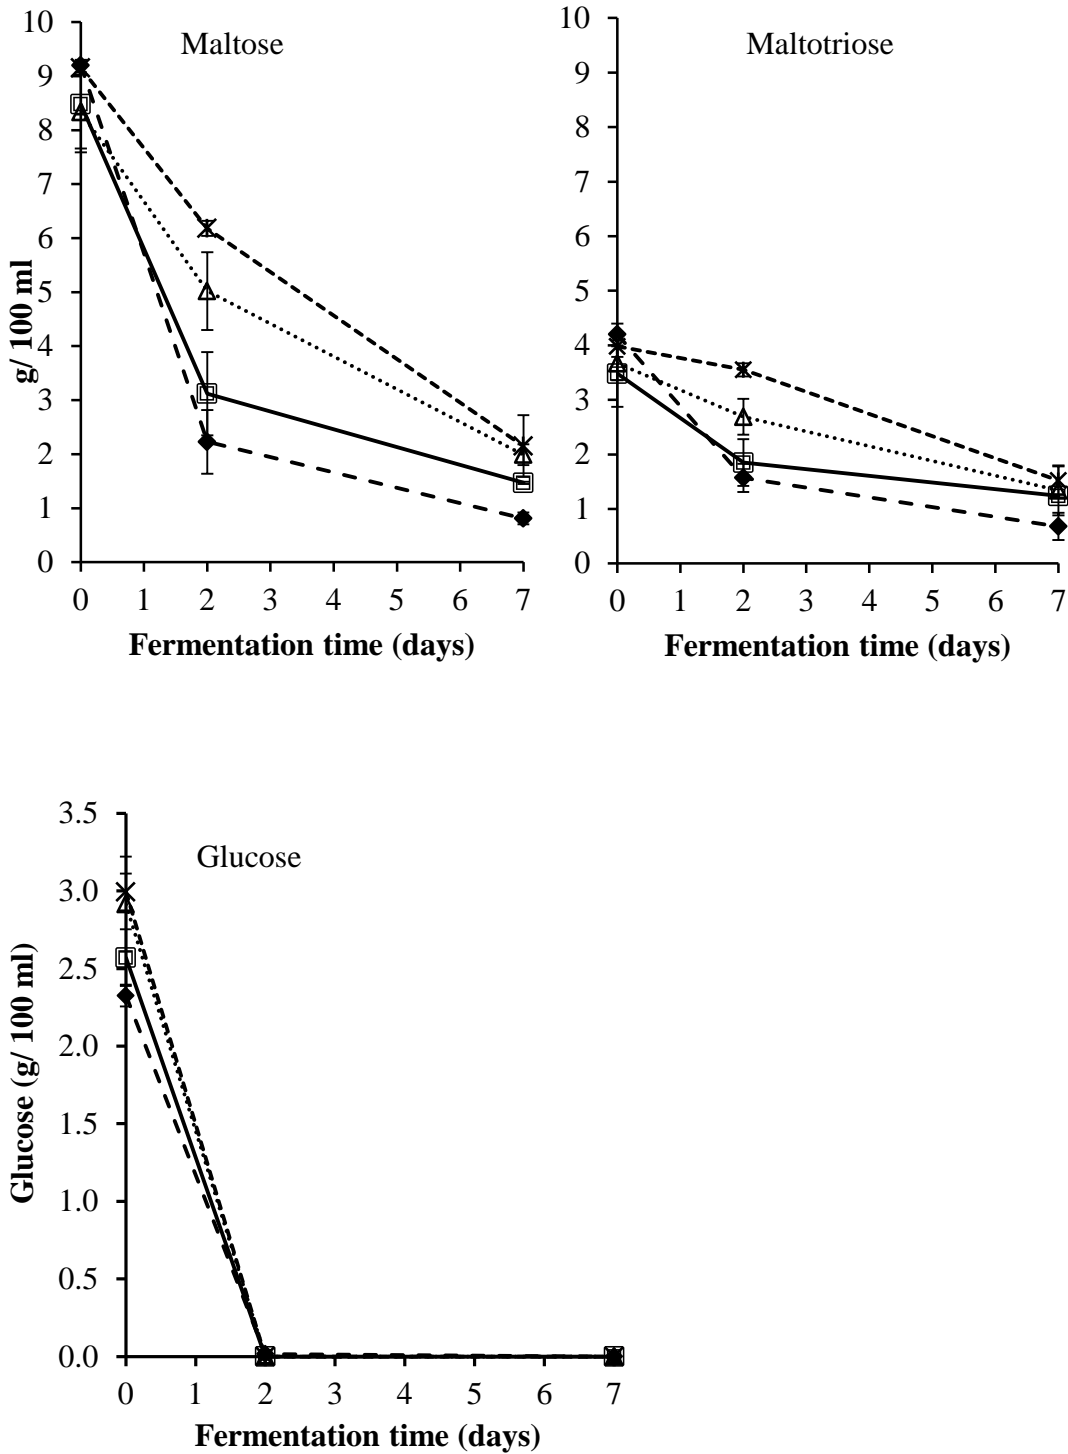 Maltose
10
9
8
7
6
5
4
3
2
1
0
g/ 100 ml
0 1 2 3 4 5 6 7
Fermentation time (days)
Maltotriose
10
9
8
7
6
5
4
3
2
1
0
0 1 2 3 4 5 6 7
Fermentation time (days)
Glucose
3.5
3.0
2.5
2.0
1.5
1.0
0.5
0.0
Glucose (g/ 100 ml)
0 1 2 3 4 5 6 7
Fermentation time (days)